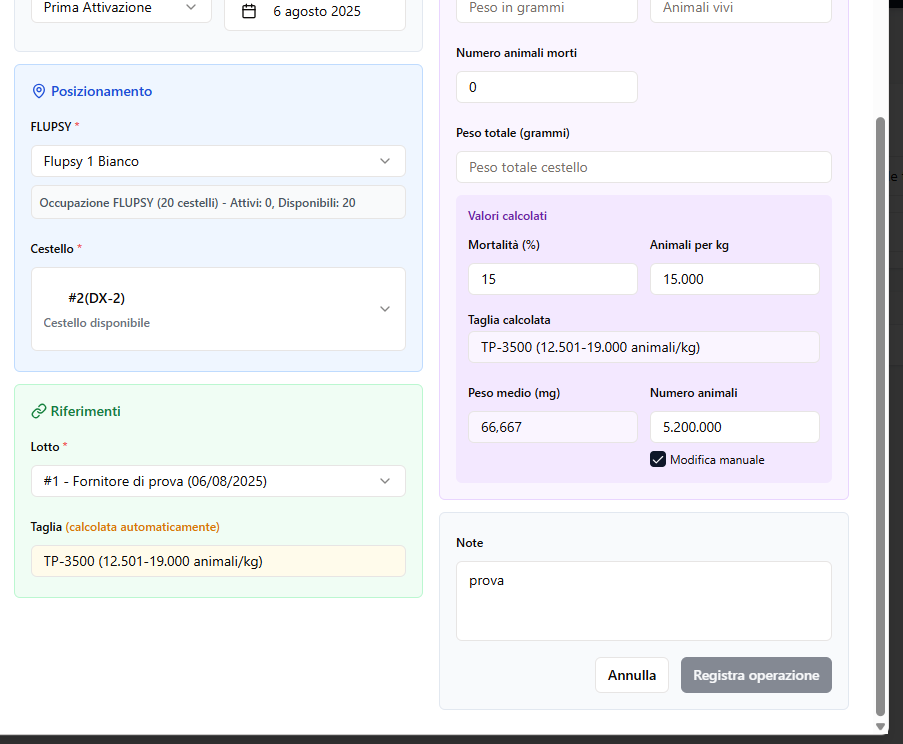 Prima Attivazione
6 agosto 2025
Posizionamento
FLUPSY *
Flupsy 1 Bianco
Occupazione FLUPSY (20 cestelli) - Attivi: 0, Disponibili: 20
Cestello *
#2(DX-2)
Cestello disponibile
Riferimenti
Lotto *
#1 - Fornitore di prova (06/08/2025)
Taglia (calcolata automaticamente)
TP-3500 (12.501-19.000 animali/kg)
Peso in grammi
Animali vivi
Numero animali morti
0
Peso totale (grammi)
Peso totale cestello
Valori calcolati
Mortalità (%)
Animali per kg
15
15.000
Taglia calcolata
TP-3500 (12.501-19.000 animali/kg)
Peso medio (mg)
Numero animali
66,667
5.200.000
Modifica manuale
Note
prova
Annulla
Registra operazione
e